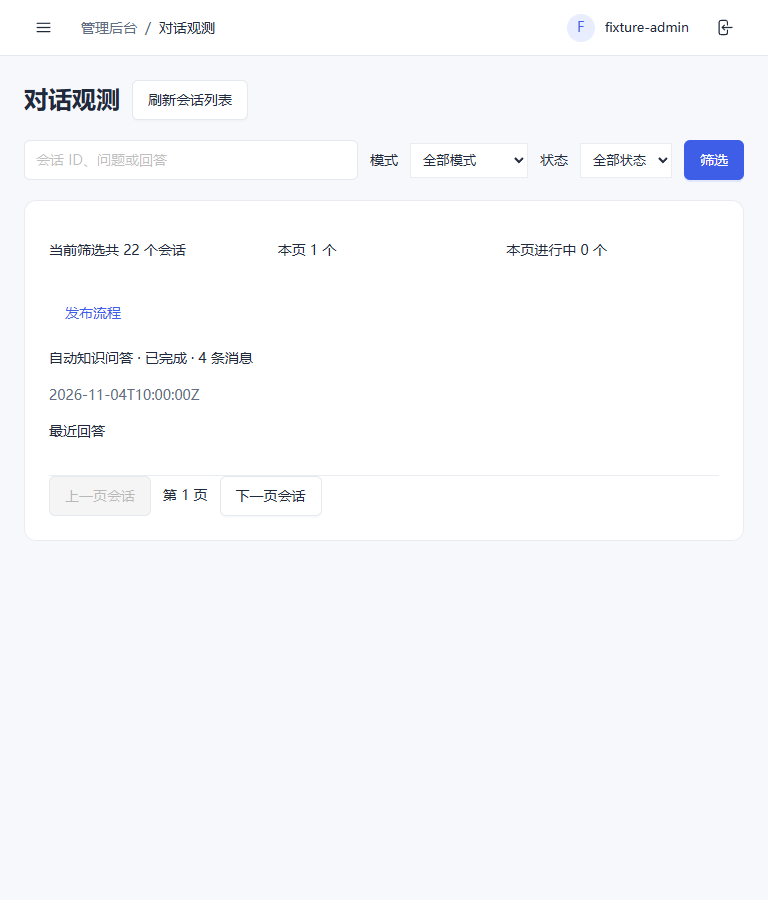 管理后台 / 对话观测
F fixture-admin
对话观测 刷新会话列表
会话 ID、问题或回答 模式 全部模式 状态 全部状态 筛选
当前筛选共 22 个会话 本页 1 个 本页进行中 0 个
发布流程
自动知识问答 · 已完成 · 4 条消息
2026-11-04T10:00:00Z
最近回答
上一页会话 第 1 页 下一页会话